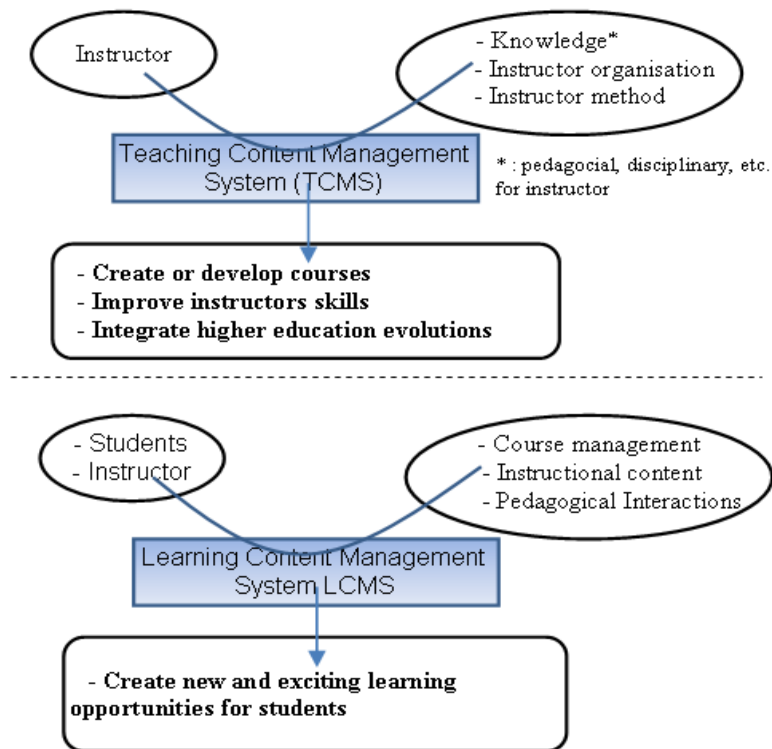 Instructor
- Knowledge*
- Instructor organisation
- Instructor method
Teaching Content Management
System (TCMS)
* : pedagocial, disciplinary, etc.
for instructor
- Create or develop courses
- Improve instructors skills
- Integrate higher education evolutions
- Students
- Instructor
- Course management
- Instructional content
- Pedagogical Interactions
Learning Content Management
System LCMS
- Create new and exciting learning
opportunities for students